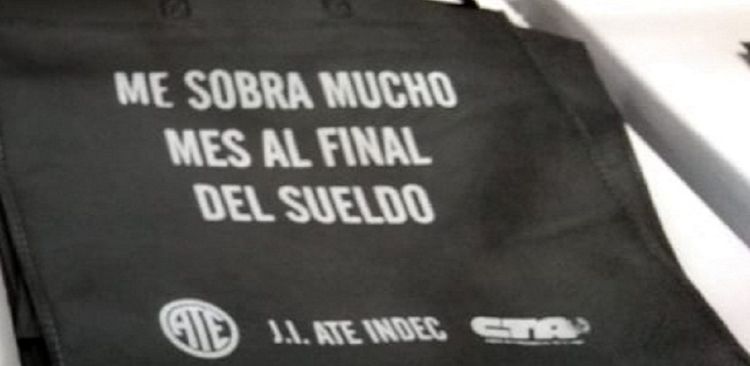 ME SOBRA MUCHO
MES AL FINAL
DEL SUELDO
ATE J.I. ATE INDEC CTA